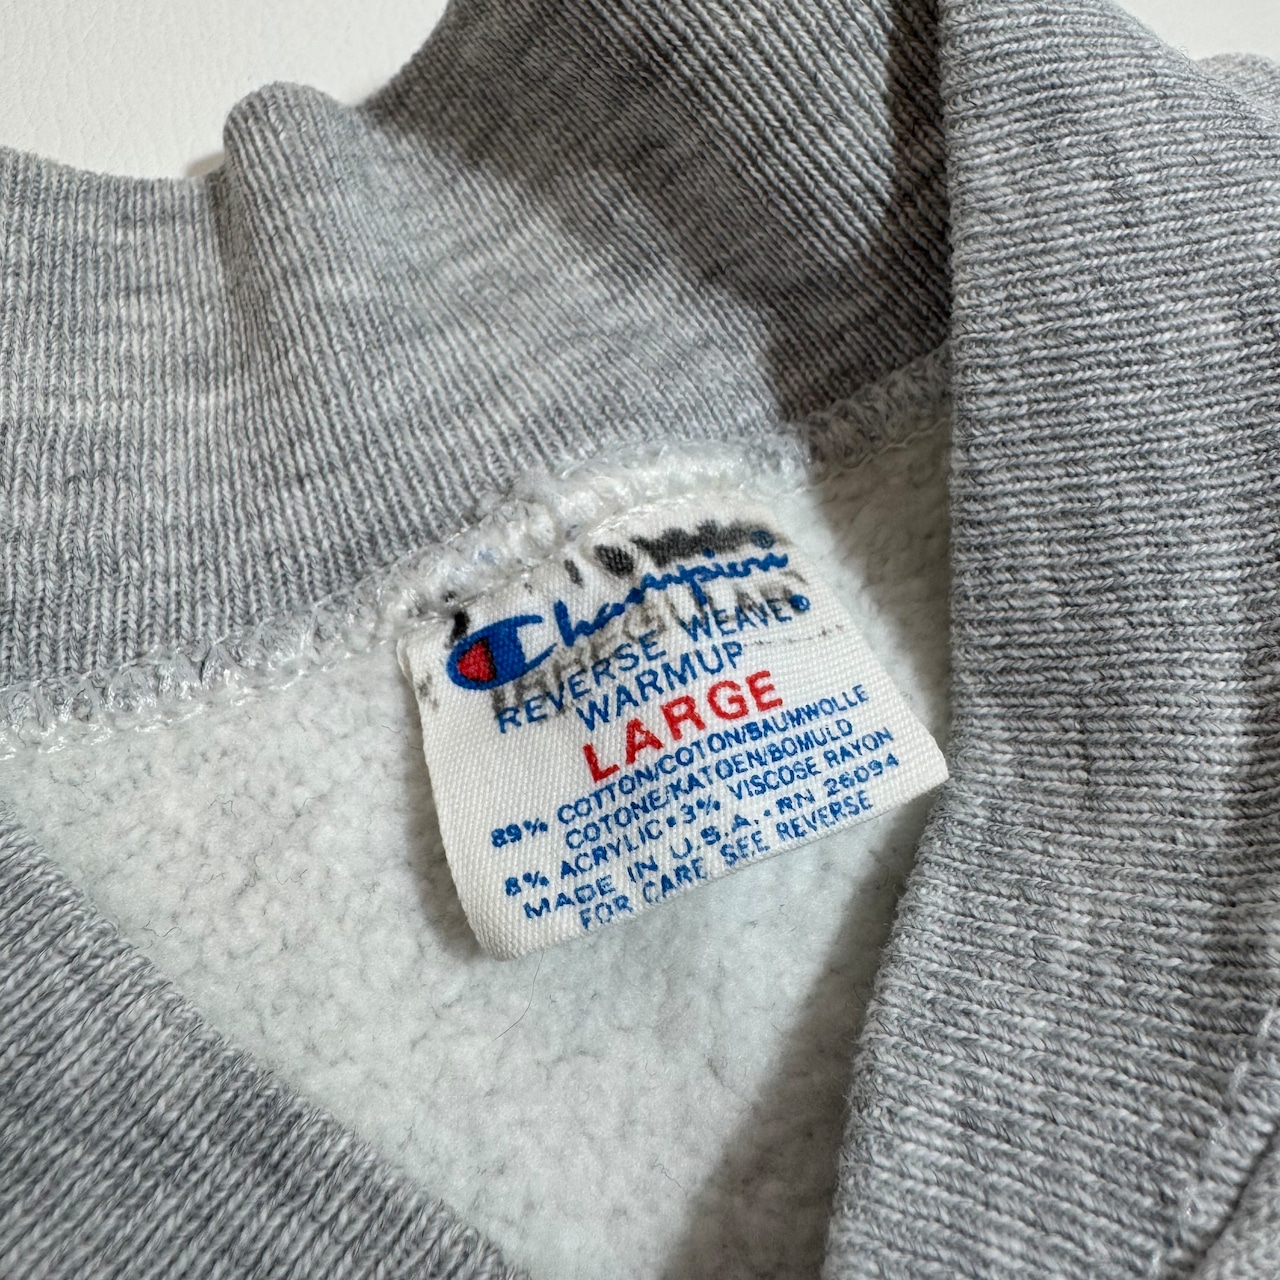 Champion®
REVERSE WEAVE®
WARMUP
LARGE
89% COTTON/COTON/BAUMWOLLE
COTONE/KATOEN/BOMULD
8% ACRYLIC•3% VISCOSE RAYON
MADE IN U.S.A.•RN 26094
FOR CARE SEE REVERSE